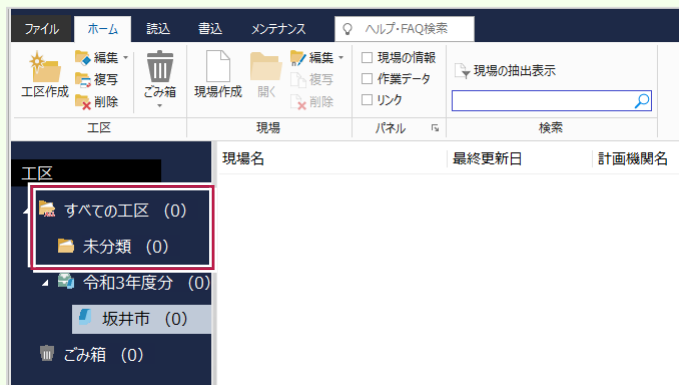 ファイル ホーム 読込 書込 メンテナンス ヘルプ・FAQ検索
工区作成 編集 複写 削除 ごみ箱
工区
現場作成 開く 編集 複写 削除
現場
現場の情報
作業データ
リンク
パネル
現場の抽出表示
検索
工区
すべての工区 (0)
未分類 (0)
令和3年度分 (0)
坂井市 (0)
ごみ箱 (0)
現場名 最終更新日 計画機関名